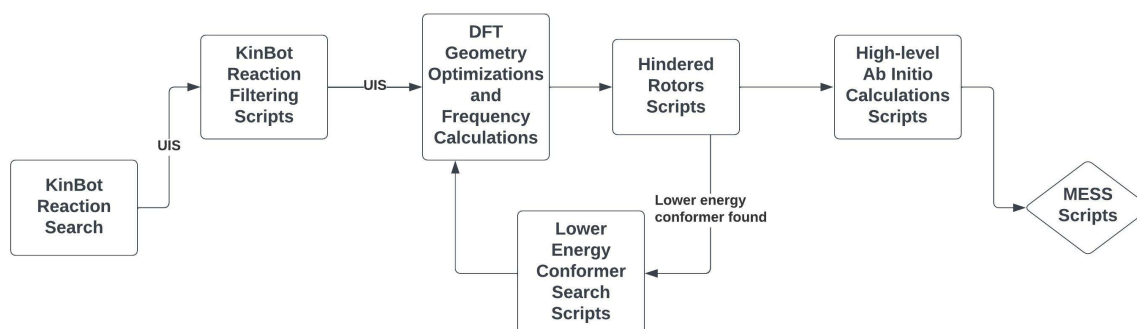 KinBot
Reaction
Search
UIS
KinBot
Reaction
Filtering
Scripts
UIS
DFT
Geometry
Optimizations
and
Frequency
Calculations
Hindered
Rotors
Scripts
Lower energy
conformer found
Lower
Energy
Conformer
Search
Scripts
High-level
Ab Initio
Calculations
Scripts
MESS
Scripts